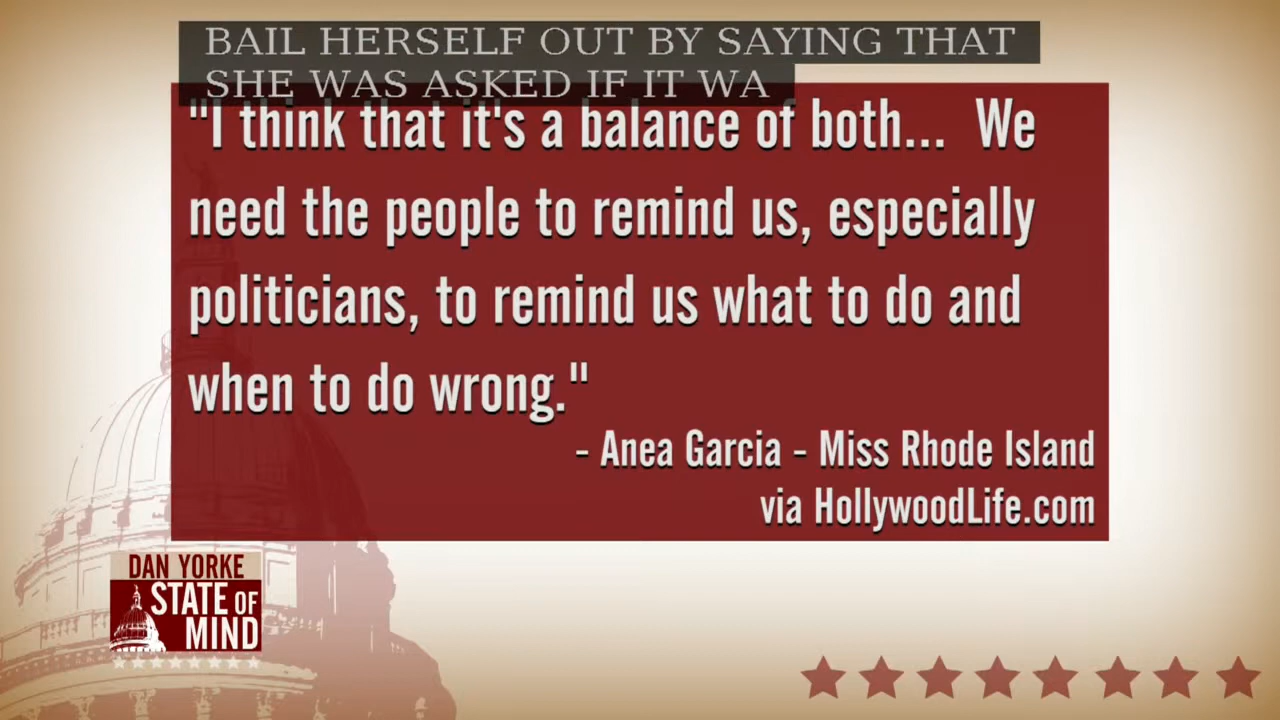 BAIL HERSELF OUT BY SAYING THAT
SHE WAS ASKED IF IT WA
"I think that it's a balance of both... We
need the people to remind us, especially
politicians, to remind us what to do and
when to do wrong."
- Anea Garcia - Miss Rhode Island
via HollywoodLife.com
DAN YORKE
STATE OF
MIND